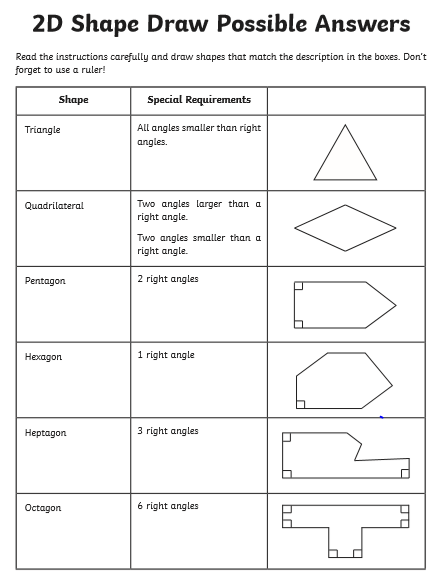 2D Shape Draw Possible Answers
Read the instructions carefully and draw shapes that match the description in the boxes. Don't
forget to use a ruler!
Shape Special Requirements
Triangle All angles smaller than right
angles.
Quadrilateral Two angles larger than a
right angle.
Two angles smaller than a
right angle.
Pentagon 2 right angles
Hexagon 1 right angle
Heptagon 3 right angles
Octagon 6 right angles